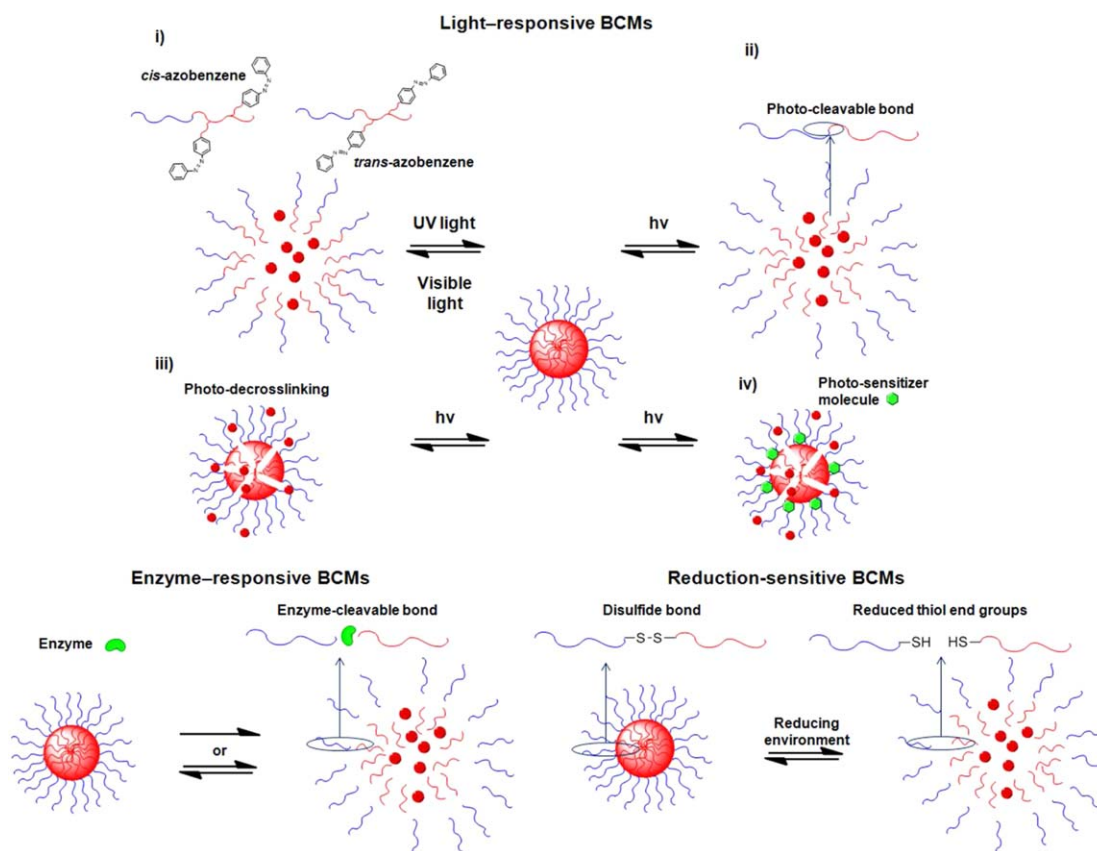 Light–responsive BCMs
i)
cis-azobenzene
trans-azobenzene
ii)
Photo-cleavable bond
UV light
Visible
light
hv
iii)
Photo-decrosslinking
hv
hv
iv)
Photo-sensitizer
molecule
Enzyme–responsive BCMs
Enzyme
Enzyme-cleavable bond
or
Reduction-sensitive BCMs
Disulfide bond
S-S
Reducing
environment
Reduced thiol end groups
SH HS